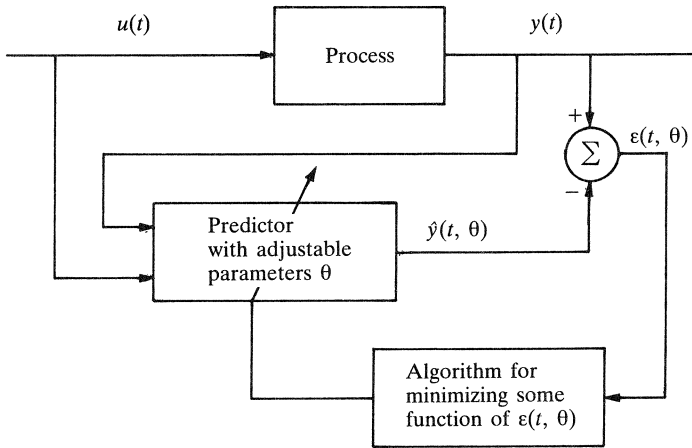 u(t)
y(t)
Process
+
Σ
ε(t, θ)
−
Predictor
with adjustable
parameters θ
ŷ(t, θ)
Algorithm for
minimizing some
function of ε(t, θ)